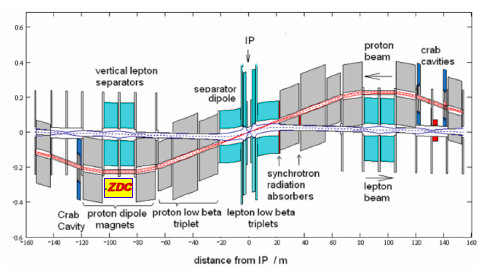 0.6
IP
proton
beam
crab
cavities
vertical lepton
separators
0.4
separator
dipole
0.2
0
-0.2
ZDC
synchrotron
radiation
absorbers
lepton
beam
Crab
Cavity
proton dipole
magnets
proton low beta
triplet
lepton low beta
triplets
-0.4
-0.6
-160 -140 -120 -100 -80 -60 -40 -20 0 20 40 60 80 100 120 140 160
distance from IP / m